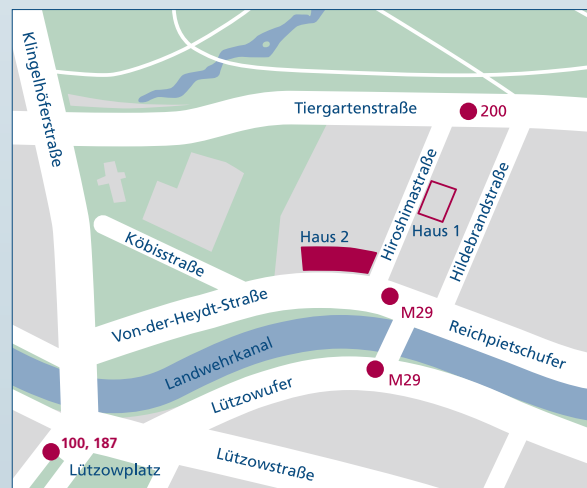 Klingelhöferstraße
Tiergartenstraße
200
Hiroshimastraße
Hildebrandstraße
Haus 1
Haus 2
Köbisstraße
Von-der-Heydt-Straße
M29
Reichpietschufer
Landwehrkanal
M29
Lützowufer
100, 187
Lützowplatz
Lützowstraße